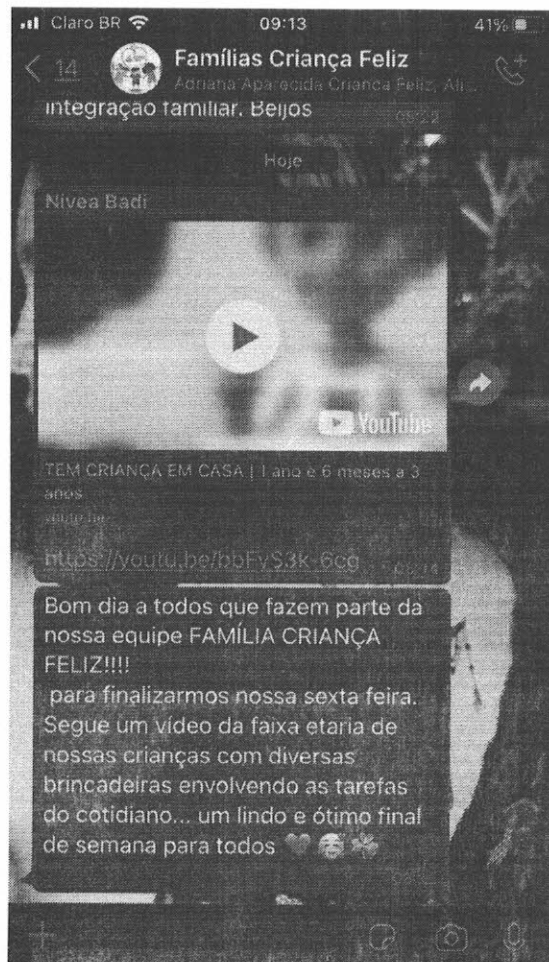 Claro BR 09:13 41%
14 Famílias Criança Feliz
Adriana Aparecida Crianca Feliz, Ali...
integração familiar. Beijos
Hoje
Nivea Badi
YouTube
TEM CRIANÇA EM CASA | 1 ano e 6 meses a 3
anos
youtu.be
https://youtu.be/bbFyS3k-6cg
Bom dia a todos que fazem parte da
nossa equipe FAMÍLIA CRIANÇA
FELIZ!!!!
para finalizarmos nossa sexta feira.
Segue um vídeo da faixa etaria de
nossas crianças com diversas
brincadeiras envolvendo as tarefas
do cotidiano... um lindo e ótimo final
de semana para todos